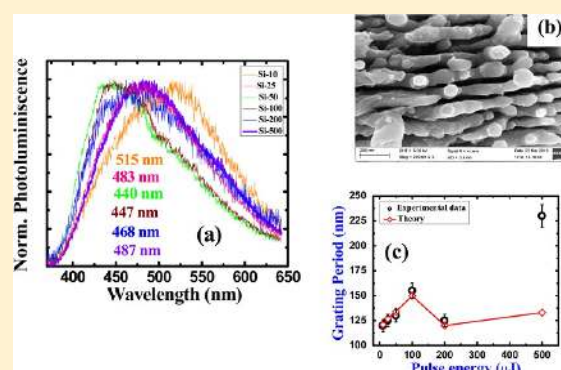 Norm. Photoluminiscence
Si-10
Si-25
Si-50
Si-100
Si-200
Si-500
515 nm
483 nm
440 nm
447 nm
468 nm
487 nm
(a)
400 450 500 550 600 650
Wavelength (nm)
(b)
Grating Period (nm)
250
225
200
175
150
125
100
Experimental data
Theory
(c)
0 100 200 300 400 500
Pulse energy (μJ)